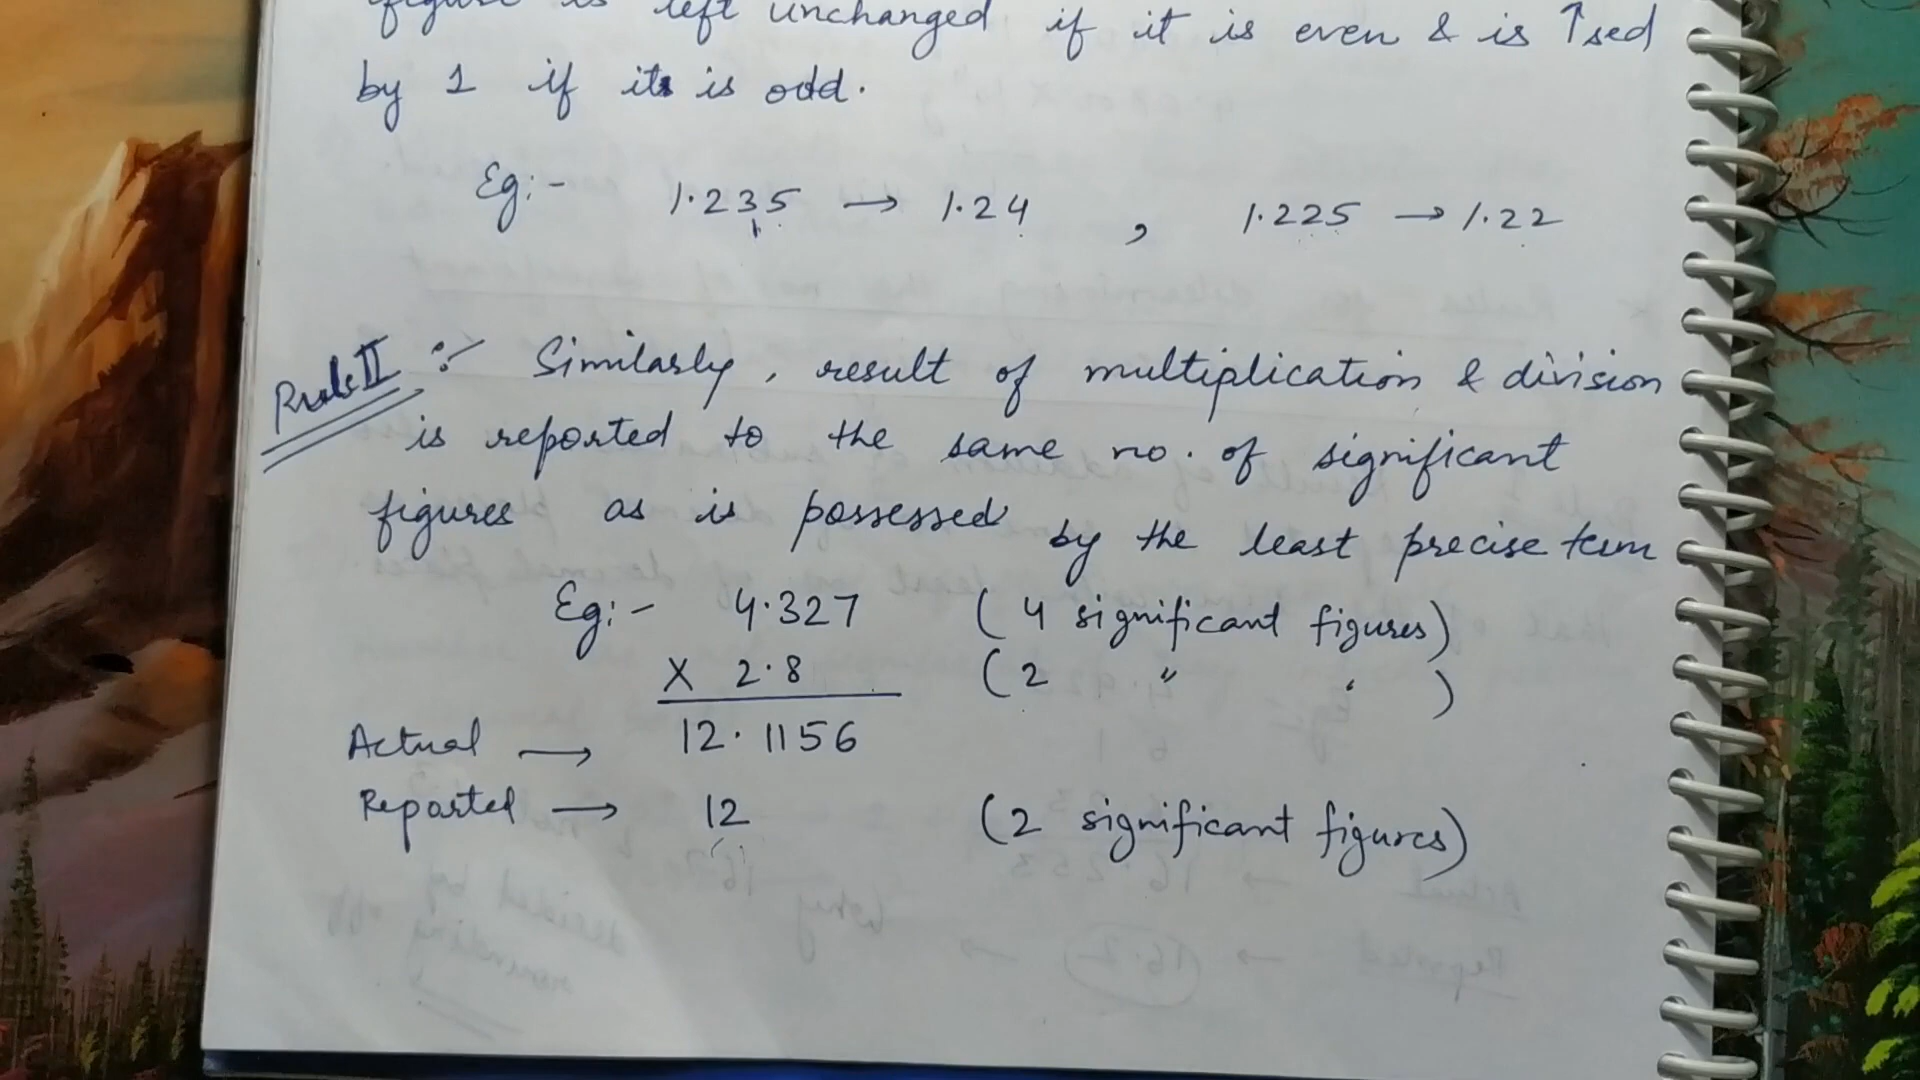 figure is left unchanged if it is even & is ↑sed
by 1 if it is odd.
Eg:- 1.235 → 1.24 , 1.225 → 1.22
Rule II :- Similarly, result of multiplication & division
is reported to the same no. of significant
figures as is possessed by the least precise term
Eg:- 4.327 (4 significant figures)
X 2.8 (2 " " )
Actual → 12.1156
Reported → 12 (2 significant figures)